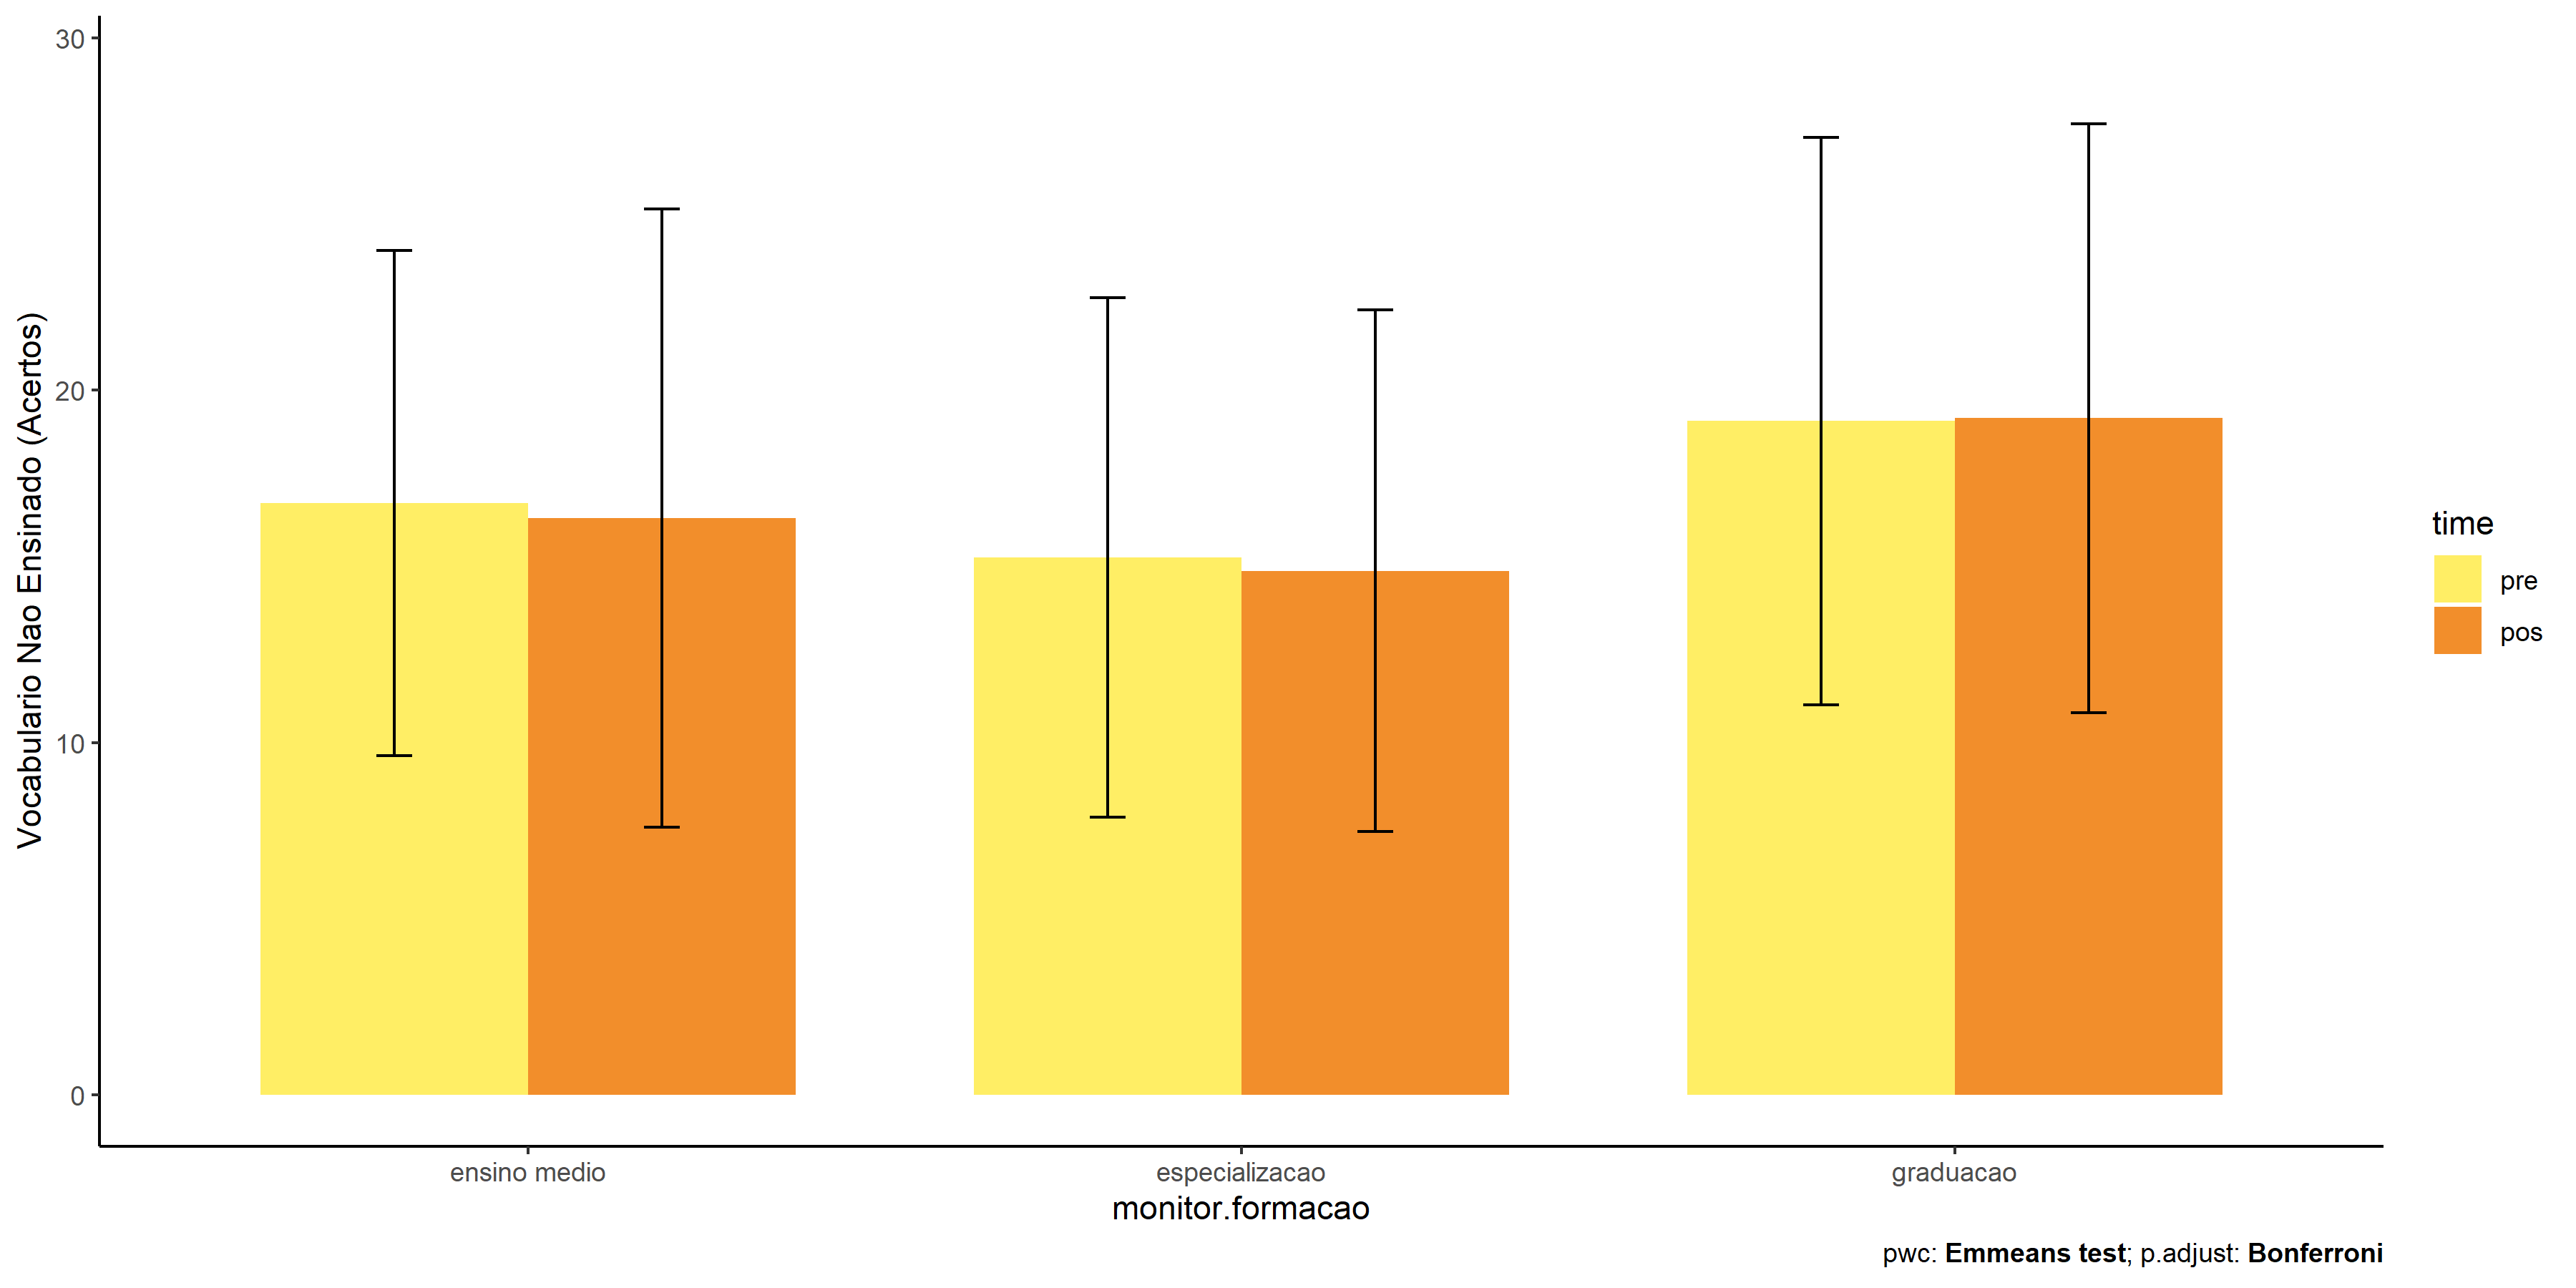 Vocabulario Nao Ensinado (Acertos)
30
20
10
0
ensino medio
especializacao
graduacao
monitor.formacao
time
pre
pos
pwc: Emmeans test; p.adjust: Bonferroni